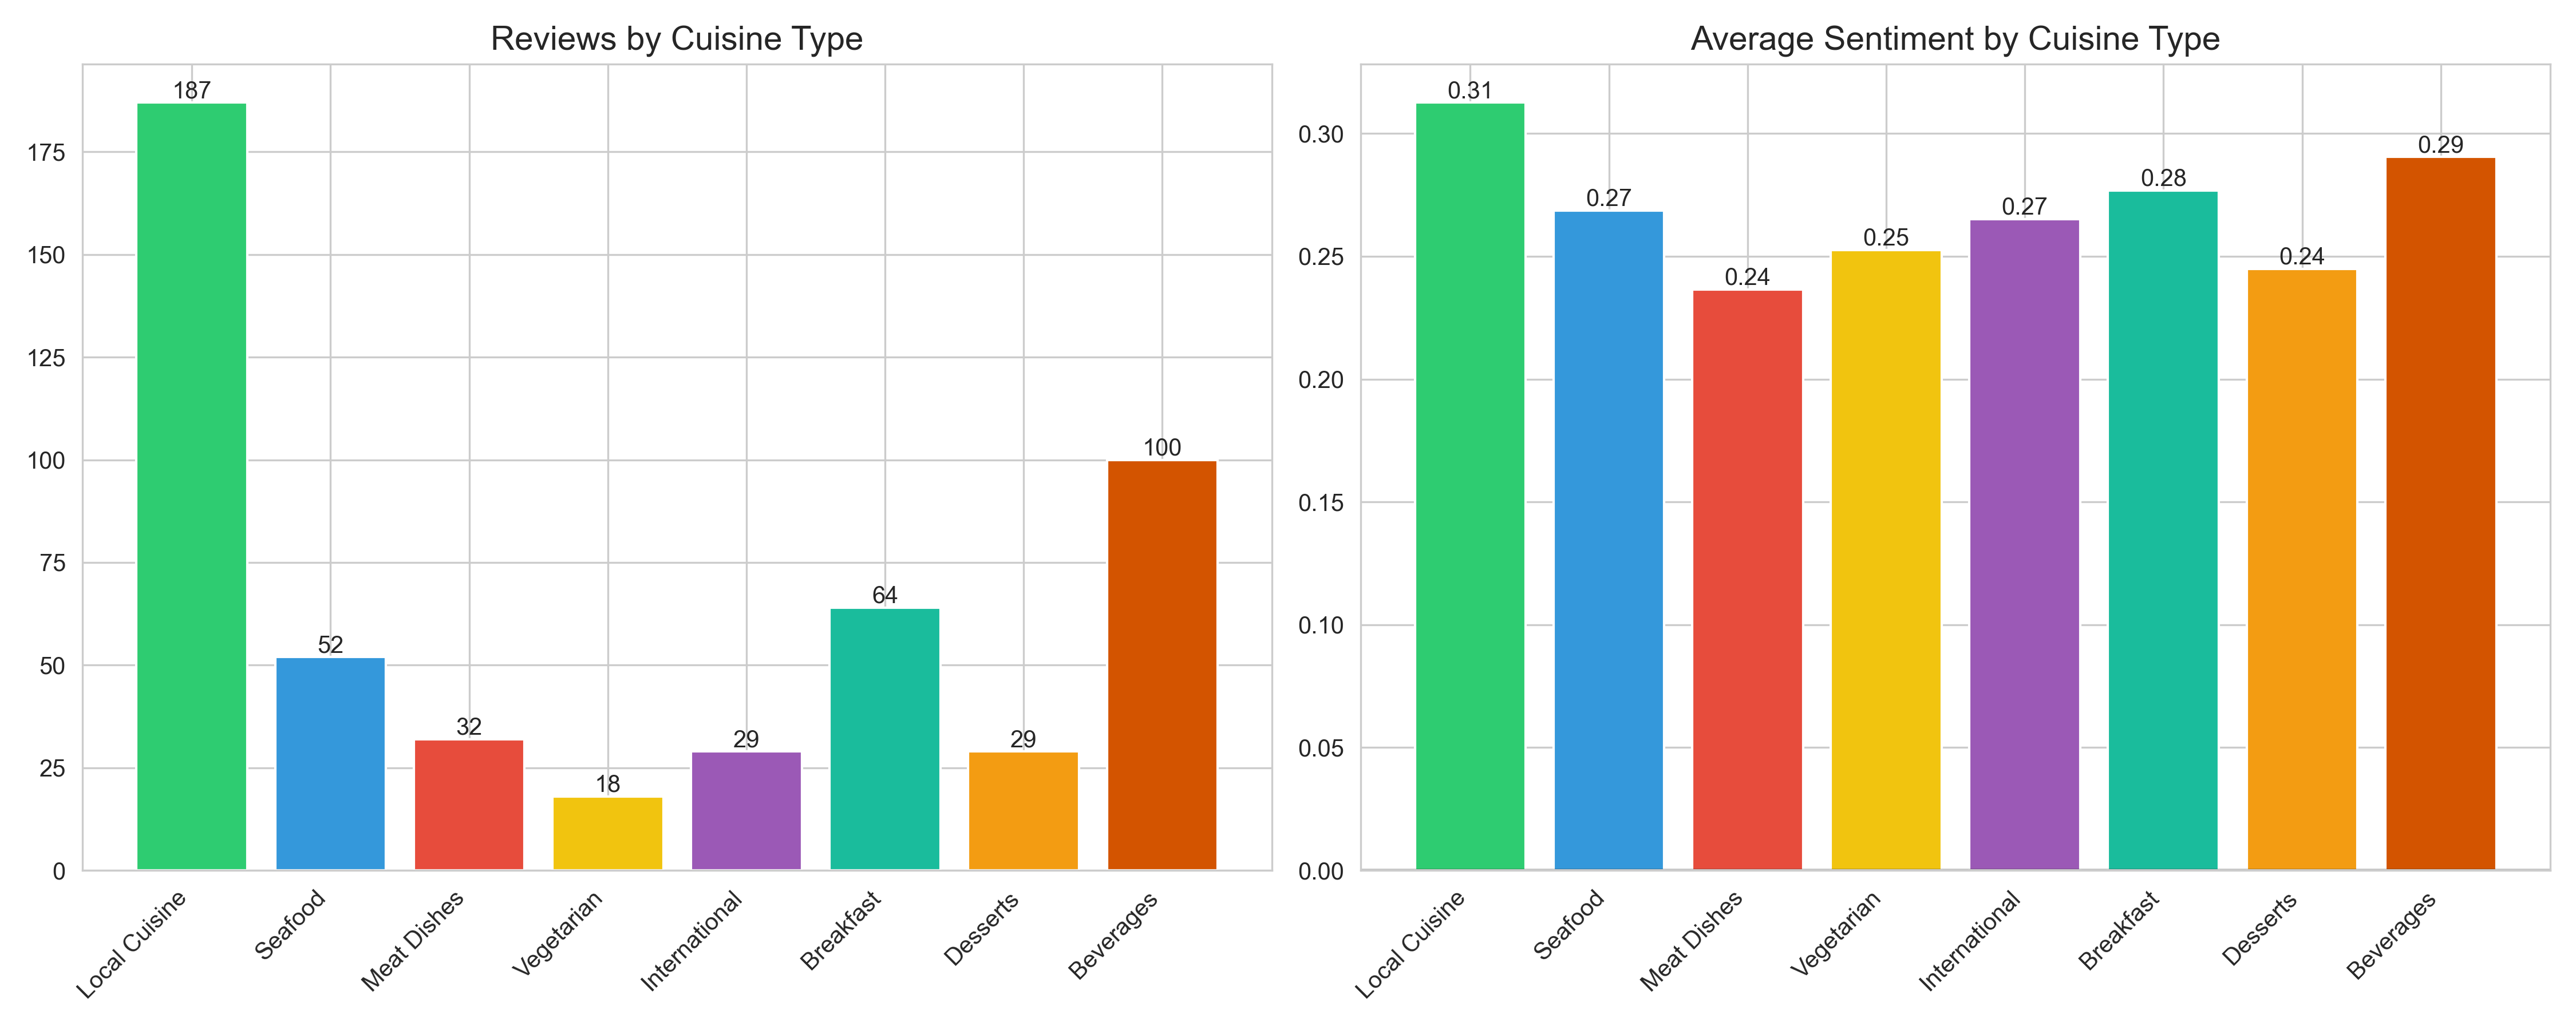 Reviews by Cuisine Type
187
175
150
125
100
100
75
64
52
50
32
29
29
25
18
0
Local Cuisine
Seafood
Meat Dishes
Vegetarian
International
Breakfast
Desserts
Beverages
Average Sentiment by Cuisine Type
0.31
0.30
0.29
0.28
0.27
0.27
0.25
0.25
0.24
0.24
0.20
0.15
0.10
0.05
0.00
Local Cuisine
Seafood
Meat Dishes
Vegetarian
International
Breakfast
Desserts
Beverages